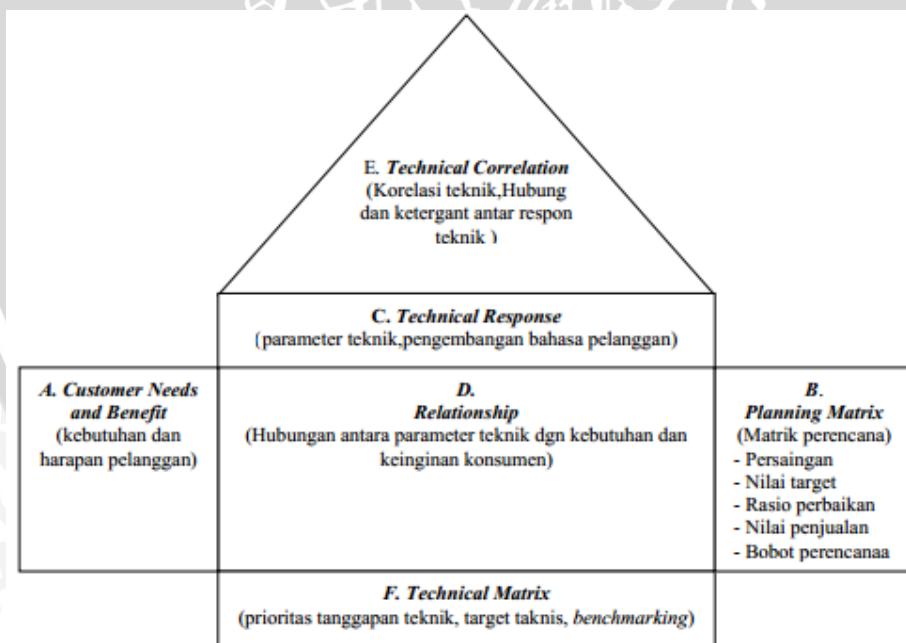 E. Technical Correlation
(Korelasi teknik,Hubung
dan ketergant antar respon
teknik )
C. Technical Response
(parameter teknik,pengembangan bahasa pelanggan)
A. Customer Needs
and Benefit
(kebutuhan dan
harapan pelanggan)
D.
Relationship
(Hubungan antara parameter teknik dgn kebutuhan dan
keinginan konsumen)
B.
Planning Matrix
(Matrik perencana)
- Persaingan
- Nilai target
- Rasio perbaikan
- Nilai penjualan
- Bobot perencanaa
F. Technical Matrix
(prioritas tanggapan teknik, target taknis, benchmarking)